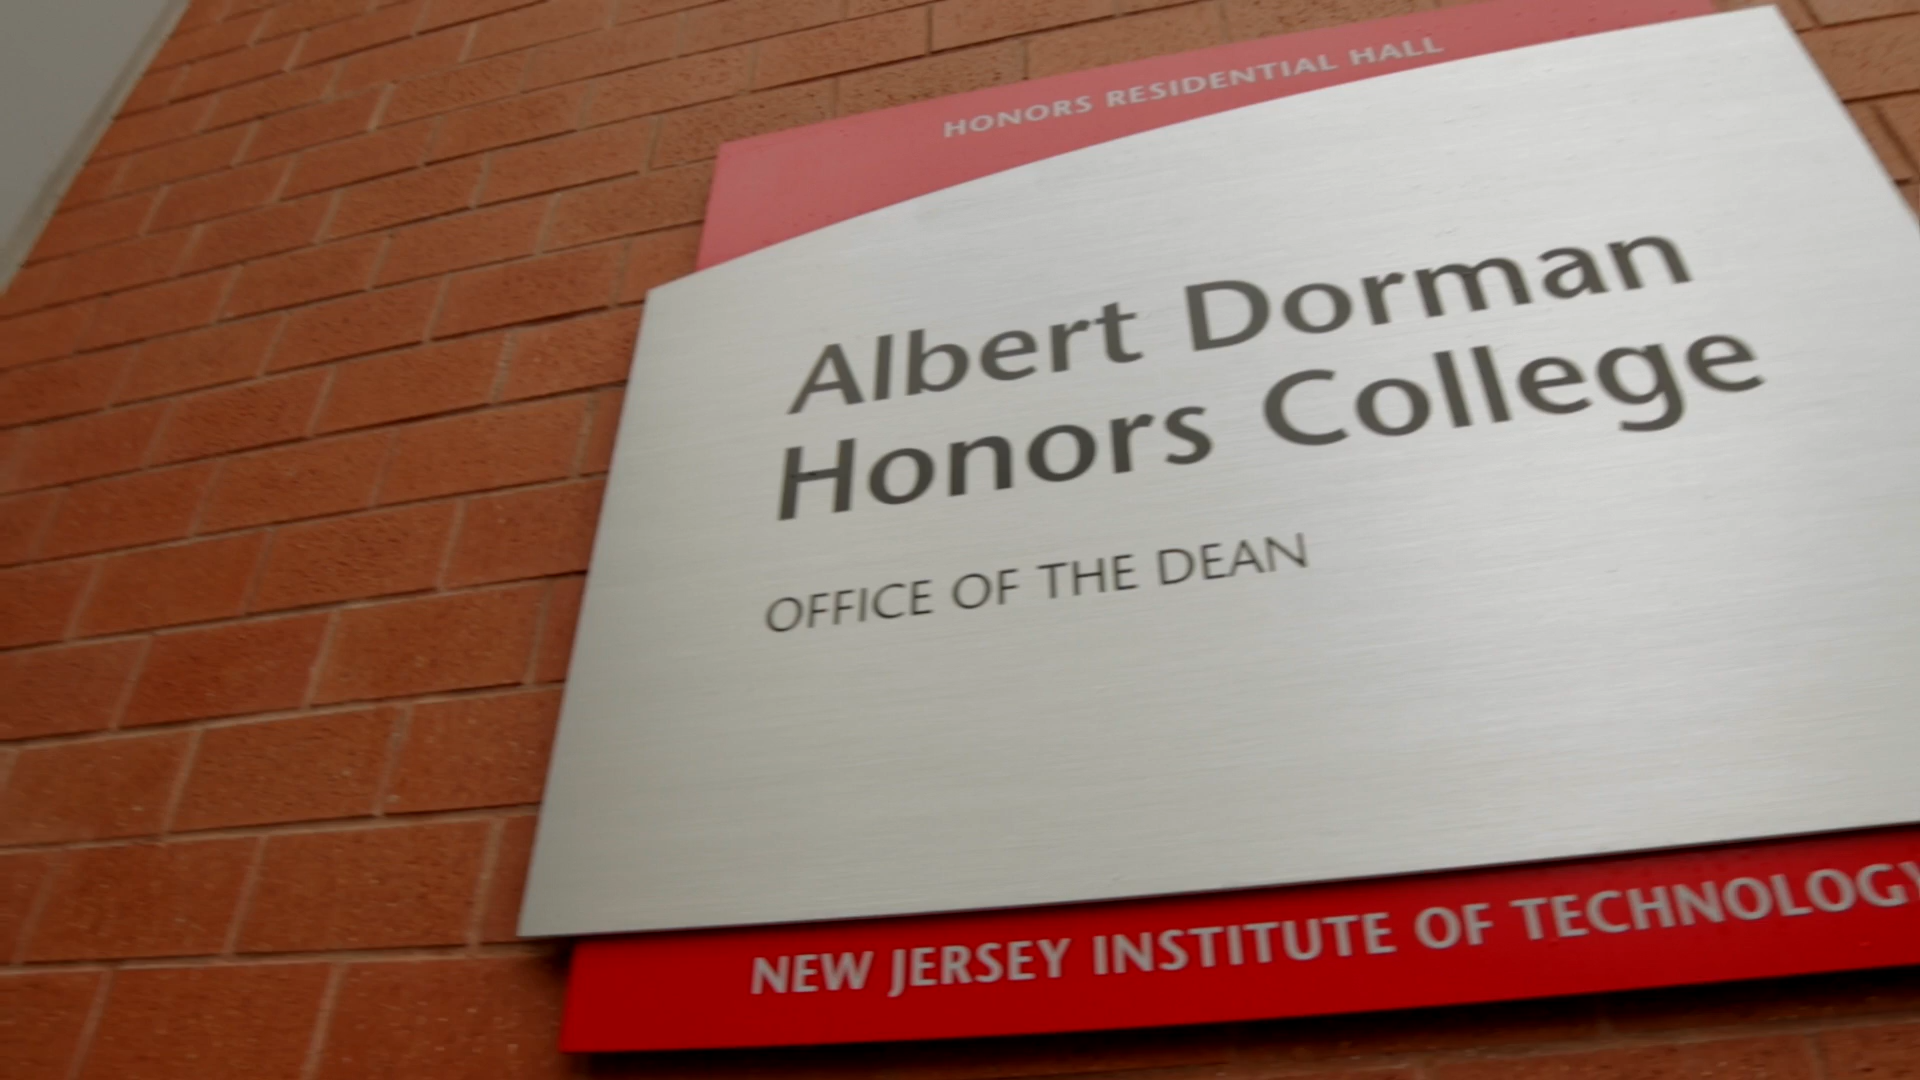 HONORS RESIDENTIAL HALL
Albert Dorman
Honors College
OFFICE OF THE DEAN
NEW JERSEY INSTITUTE OF TECHNOLOGY